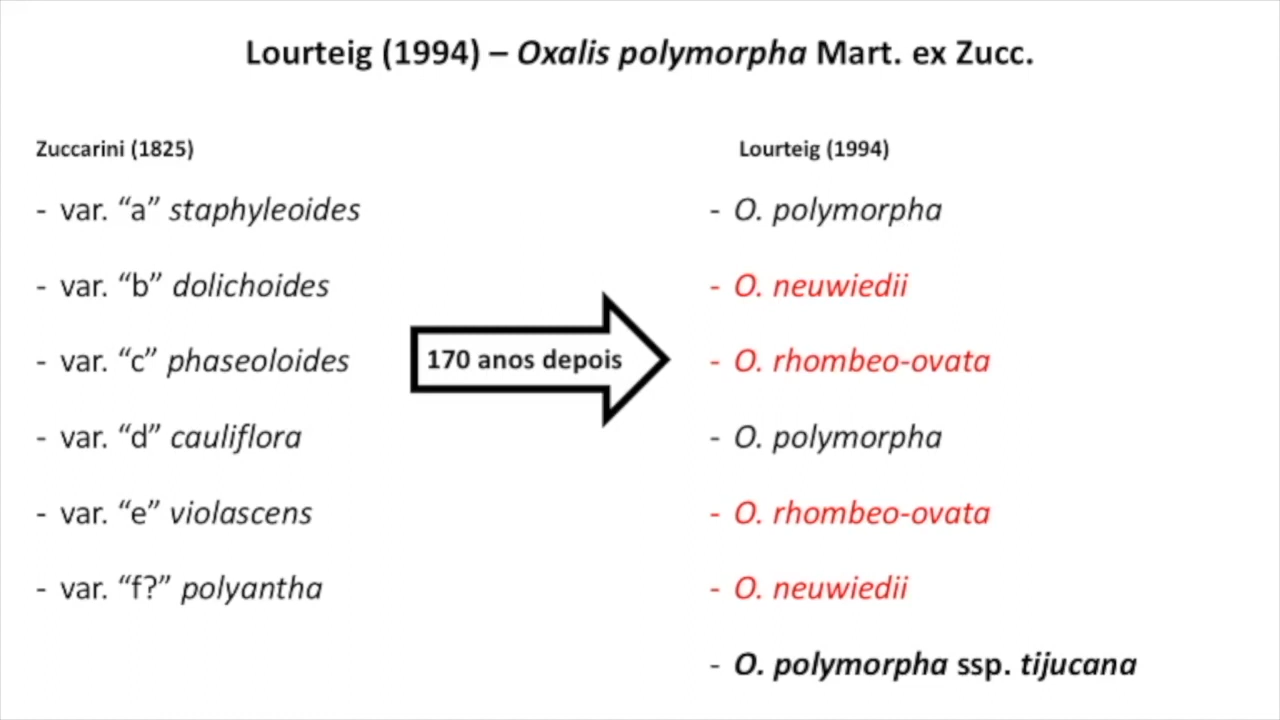 Lourteig (1994) – Oxalis polymorpha Mart. ex Zucc.
Zuccarini (1825)
- var. “a” staphyleoides
- var. “b” dolichoides
- var. “c” phaseoloides
- var. “d” cauliflora
- var. “e” violascens
- var. “f?” polyantha
170 anos depois
Lourteig (1994)
- O. polymorpha
- O. neuwiedii
- O. rhombeo-ovata
- O. polymorpha
- O. rhombeo-ovata
- O. neuwiedii
- O. polymorpha ssp. tijucana